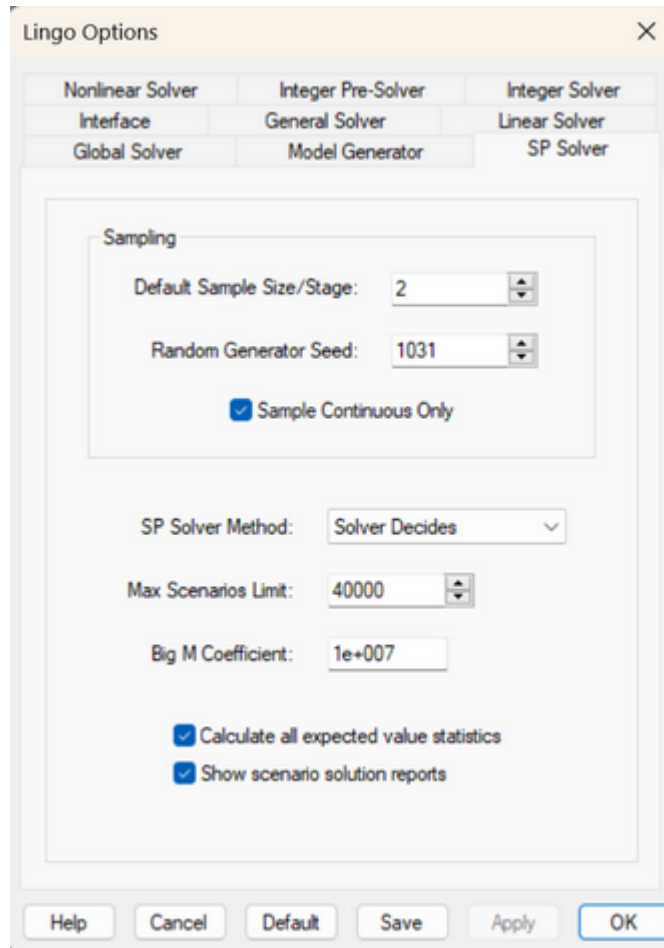 Lingo Options
Nonlinear Solver Integer Pre-Solver Integer Solver
Interface General Solver Linear Solver
Global Solver Model Generator SP Solver
Sampling
Default Sample Size/Stage: 2
Random Generator Seed: 1031
Sample Continuous Only
SP Solver Method: Solver Decides
Max Scenarios Limit: 40000
Big M Coefficient: 1e+007
Calculate all expected value statistics
Show scenario solution reports
Help Cancel Default Save Apply OK